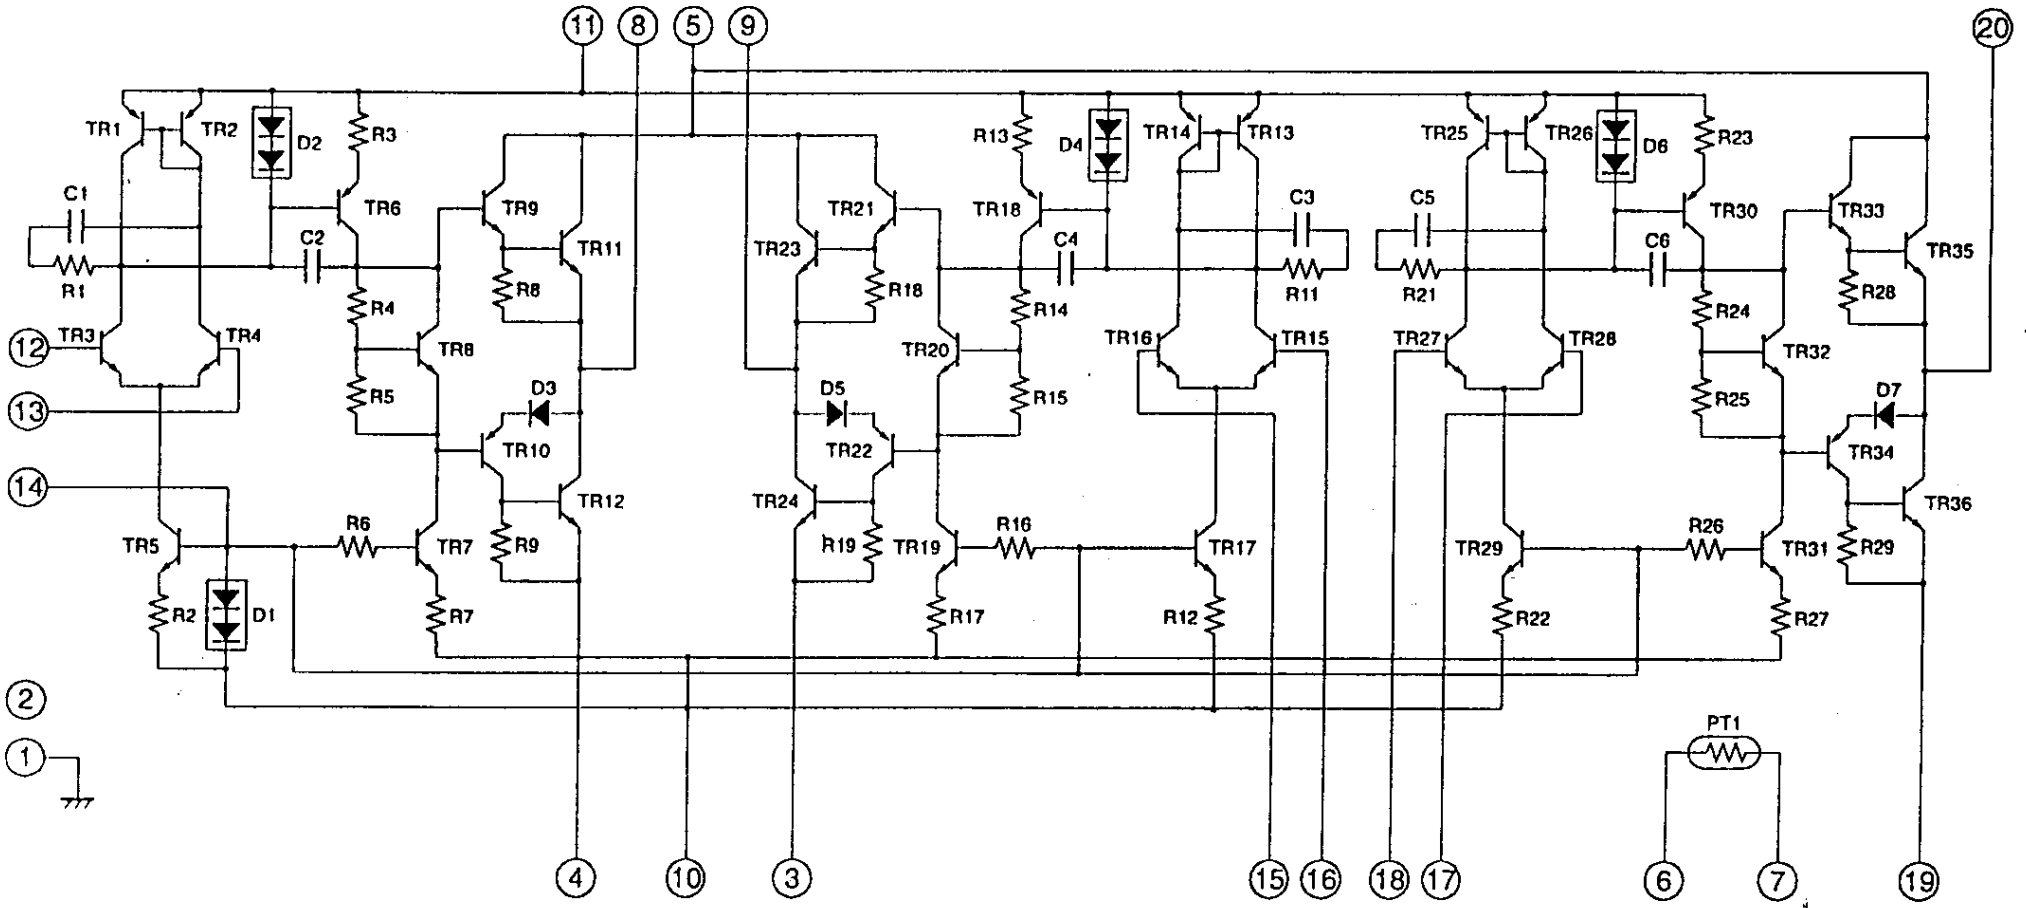 11 8 5 9 20
TR1 TR2 D2 R3 R13 D4 TR14 TR13 TR25 TR26 D6 R23
C1 TR6 TR9 TR21 TR18 C3 C5 TR30 TR33
C2 TR11 TR23 C4 C6 TR35
R1 R4 R8 R18 R14 R11 R21 R24 R28
12 TR3 TR4 TR8 TR20 TR16 TR15 TR27 TR28 TR32
13 R5 D3 D5 R15 R25 D7
TR10 TR22 TR34
14 TR12 TR24 TR36
TR5 R6 TR7 R9 R19 TR19 R16 TR17 TR29 R26 TR31 R29
R2 D1 R7 R17 R12 R22 R27
2
1 PT1
4 10 3 15 16 18 17 6 7 19